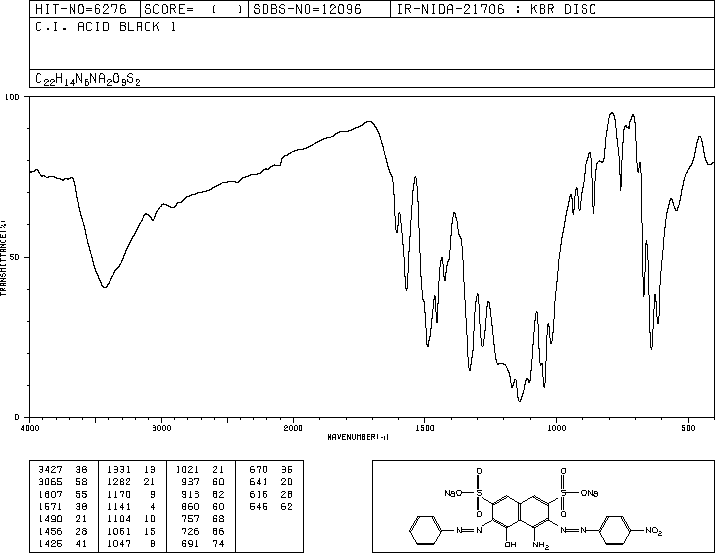 HIT-NO=6276 SCORE= ( ) SDBS-NO=12096 IR-NIDA-21706 : KBR DISC
C.I. ACID BLACK 1
C22H14N6NA2O9S2
100
50
0
TRANSMITTANCE(%)
4000 3000 2000 1500 1000 500
WAVENUMBER(-1)
3427 38 1331 13 1021 21 670 36
3065 58 1282 21 937 60 641 20
1607 55 1170 9 913 62 616 28
1571 38 1141 4 860 60 546 62
1490 21 1104 10 757 68
1456 28 1061 15 726 86
1425 41 1047 8 691 74
O O
NaO S S ONa
O O
N=N N=N NO2
OH NH2